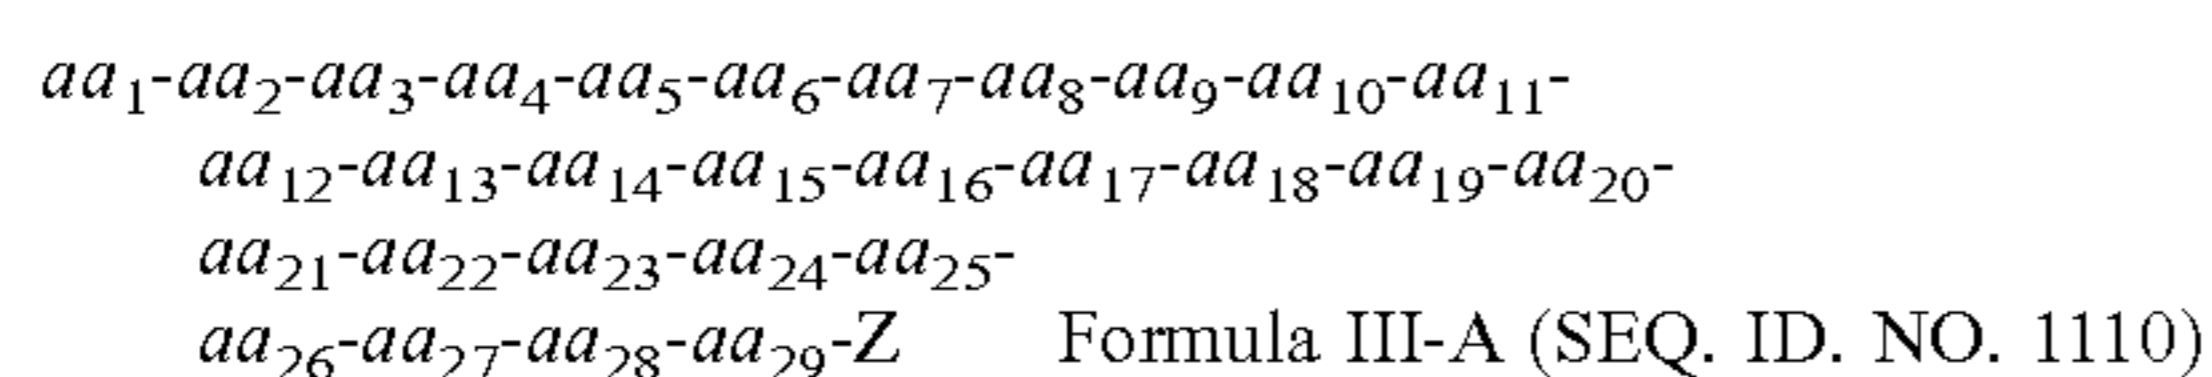 aa1-aa2-aa3-aa4-aa5-aa6-aa7-aa8-aa9-aa10-aa11-
aa12-aa13-aa14-aa15-aa16-aa17-aa18-aa19-aa20-
aa21-aa22-aa23-aa24-aa25-
aa26-aa27-aa28-aa29-Z Formula III-A (SEQ. ID. NO. 1110)